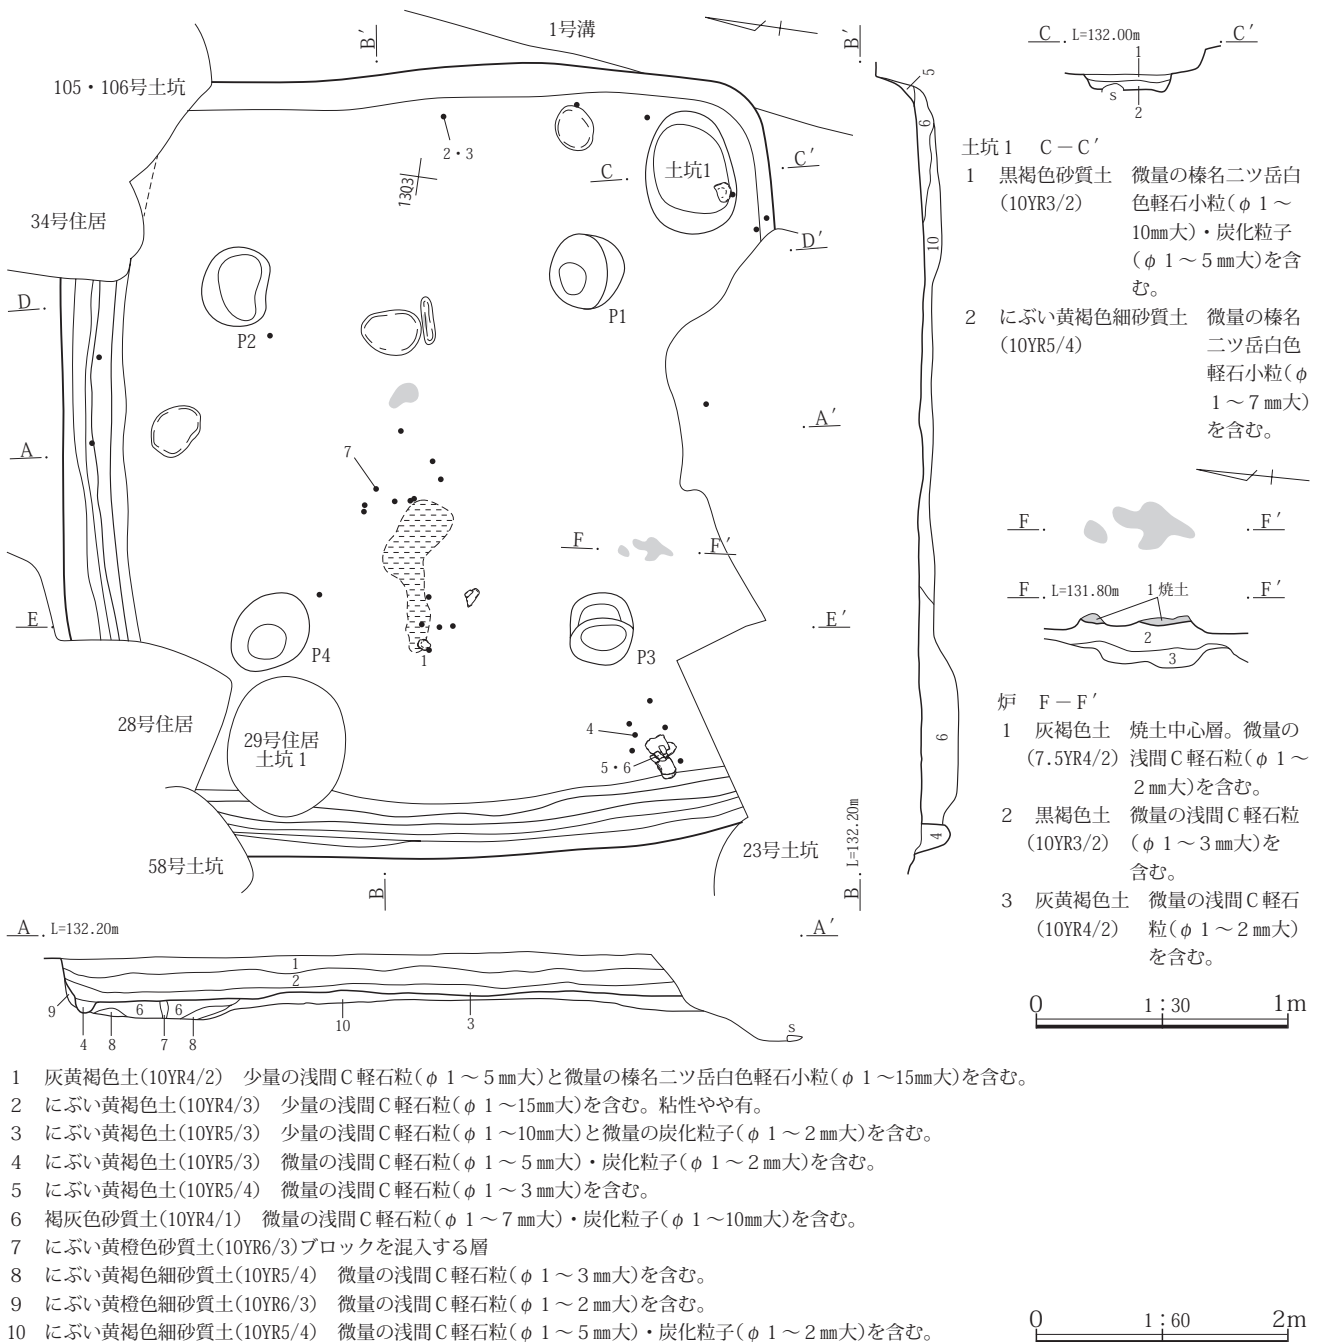 B′
1号溝
B′
105・106号土坑
2・3
1303
C
土坑1
C′
34号住居
D′
D
P2
P1
A
A′
7
F
F′
E
E′
P4
P3
1
28号住居
29号住居
土坑1
4
5・6
58号土坑
23号土坑
B
B L=132.20m
5
6
10
6
4
C L=132.00m C′
1
s
2
土坑1 C－C′
1 黒褐色砂質土 微量の榛名二ツ岳白
(10YR3/2) 色軽石小粒(φ1～
10㎜大)・炭化粒子
(φ1～5㎜大)を含
む。
2 にぶい黄褐色細砂質土 微量の榛名
(10YR5/4) 二ツ岳白色
軽石小粒(φ
1～7㎜大)
を含む。
F F′
F L=131.80m 1焼土 F′
2
3
炉 F－F′
1 灰褐色土 焼土中心層。微量の
(7.5YR4/2) 浅間C軽石粒(φ1～
2㎜大)を含む。
2 黒褐色土 微量の浅間C軽石粒
(10YR3/2) (φ1～3㎜大)を
含む。
3 灰黄褐色土 微量の浅間C軽石
(10YR4/2) 粒(φ1～2㎜大)
を含む。
0 1:30 1m
A L=132.20m A′
1
2
6 6
9 4 8 7 8 10 3 s
1 灰黄褐色土(10YR4/2) 少量の浅間C軽石粒(φ1～5㎜大)と微量の榛名二ツ岳白色軽石小粒(φ1～15㎜大)を含む。
2 にぶい黄褐色土(10YR4/3) 少量の浅間C軽石粒(φ1～15㎜大)を含む。粘性やや有。
3 にぶい黄褐色土(10YR5/3) 少量の浅間C軽石粒(φ1～10㎜大)と微量の炭化粒子(φ1～2㎜大)を含む。
4 にぶい黄褐色土(10YR5/3) 微量の浅間C軽石粒(φ1～5㎜大)・炭化粒子(φ1～2㎜大)を含む。
5 にぶい黄褐色土(10YR5/4) 微量の浅間C軽石粒(φ1～3㎜大)を含む。
6 褐灰色砂質土(10YR4/1) 微量の浅間C軽石粒(φ1～7㎜大)・炭化粒子(φ1～10㎜大)を含む。
7 にぶい黄橙色砂質土(10YR6/3)ブロックを混入する層
8 にぶい黄褐色細砂質土(10YR5/4) 微量の浅間C軽石粒(φ1～3㎜大)を含む。
9 にぶい黄橙色細砂質土(10YR6/3) 微量の浅間C軽石粒(φ1～2㎜大)を含む。
10 にぶい黄褐色細砂質土(10YR5/4) 微量の浅間C軽石粒(φ1～5㎜大)・炭化粒子(φ1～2㎜大)を含む。
0 1:60 2m